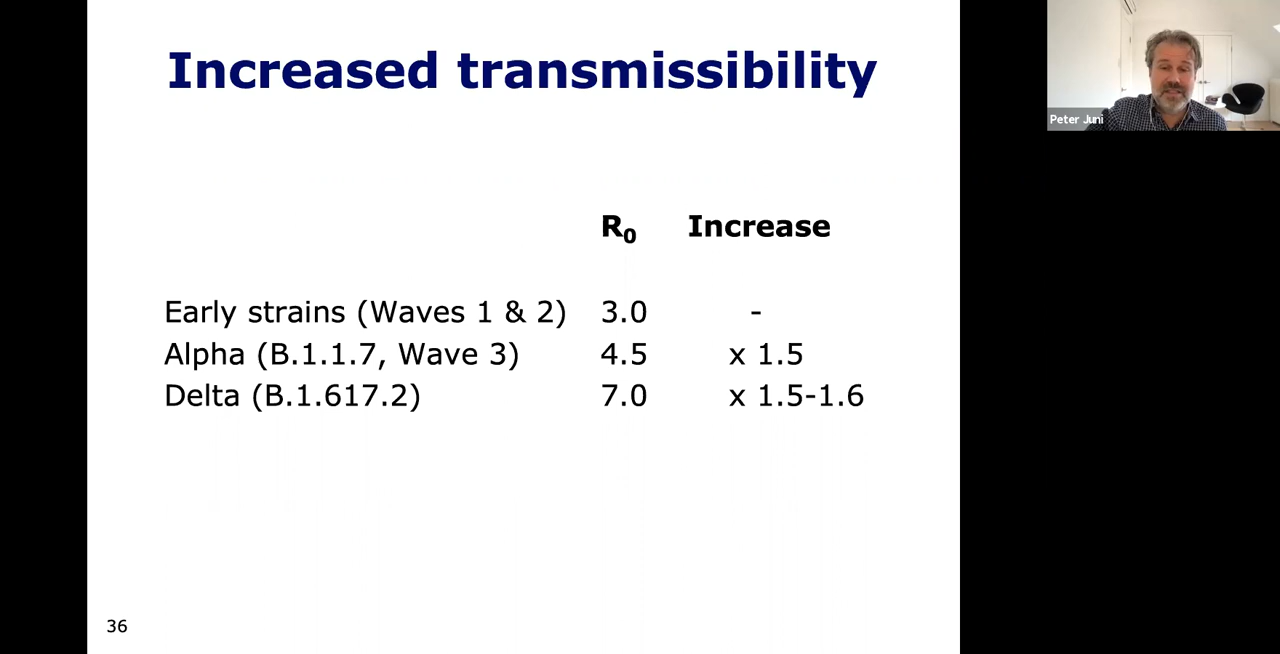 Increased transmissibility
R₀ Increase
Early strains (Waves 1 & 2) 3.0 -
Alpha (B.1.1.7, Wave 3) 4.5 x 1.5
Delta (B.1.617.2) 7.0 x 1.5-1.6
36
Peter Juni